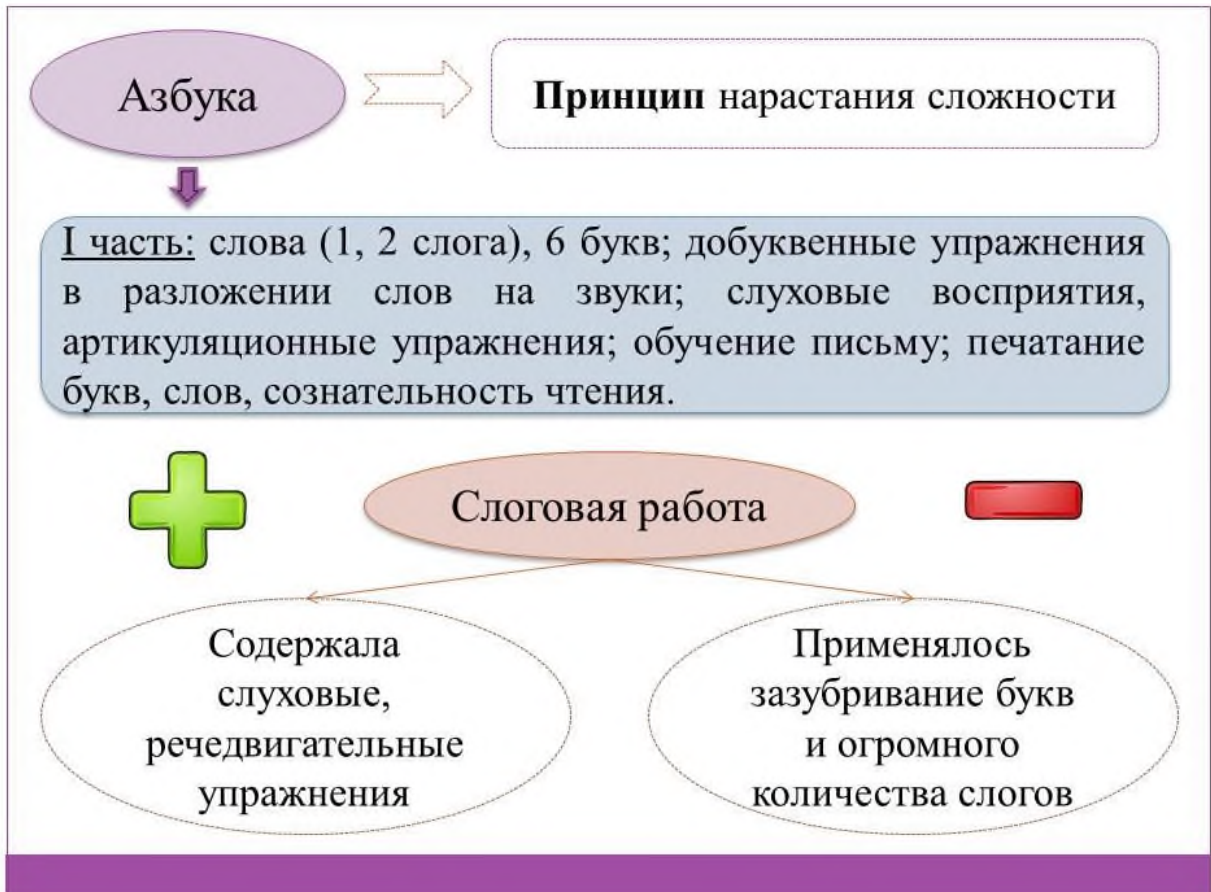 Азбука
Принцип нарастания сложности
I часть: слова (1, 2 слога), 6 букв; добуквенные упражнения
в разложении слов на звуки; слуховые восприятия,
артикуляционные упражнения; обучение письму; печатание
букв, слов, сознательность чтения.
Слоговая работа
Содержала
слуховые,
речедвигательные
упражнения
Применялось
зазубривание букв
и огромного
количества слогов